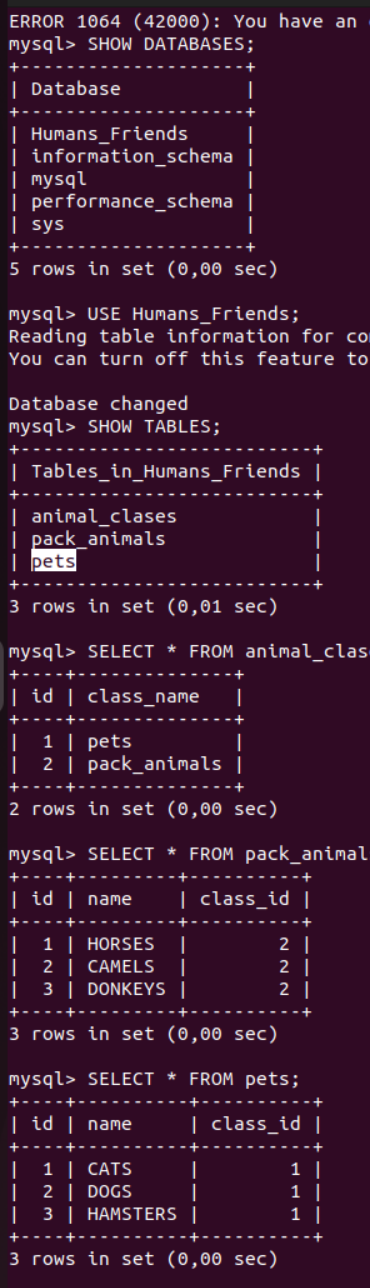 ERROR 1064 (42000): You have an
mysql> SHOW DATABASES;
+--------------------+
| Database           |
+--------------------+
| Humans_Friends     |
| information_schema |
| mysql              |
| performance_schema |
| sys                |
+--------------------+
5 rows in set (0,00 sec)

mysql> USE Humans_Friends;
Reading table information for co
You can turn off this feature to

Database changed
mysql> SHOW TABLES;
+--------------------------+
| Tables_in_Humans_Friends |
+--------------------------+
| animal_clases            |
| pack_animals             |
| pets                     |
+--------------------------+
3 rows in set (0,01 sec)

mysql> SELECT * FROM animal_clas
+----+--------------+
| id | class_name   |
+----+--------------+
|  1 | pets         |
|  2 | pack_animals |
+----+--------------+
2 rows in set (0,00 sec)

mysql> SELECT * FROM pack_animal
+----+---------+----------+
| id | name    | class_id |
+----+---------+----------+
|  1 | HORSES  |        2 |
|  2 | CAMELS  |        2 |
|  3 | DONKEYS |        2 |
+----+---------+----------+
3 rows in set (0,00 sec)

mysql> SELECT * FROM pets;
+----+----------+----------+
| id | name     | class_id |
+----+----------+----------+
|  1 | CATS     |        1 |
|  2 | DOGS     |        1 |
|  3 | HAMSTERS |        1 |
+----+----------+----------+
3 rows in set (0,00 sec)